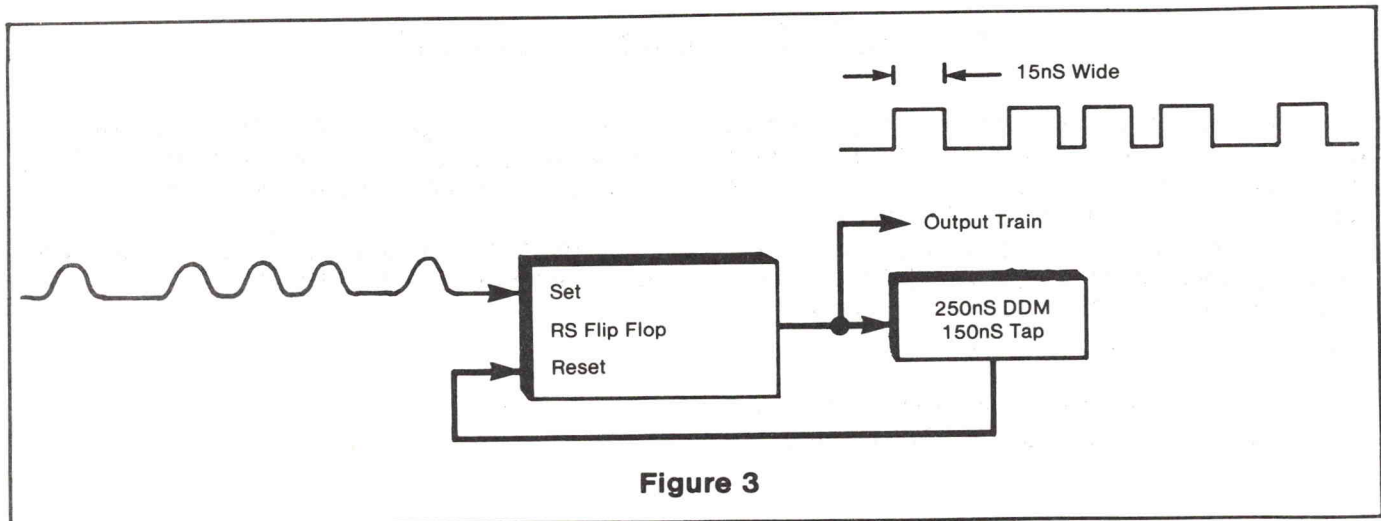 15nS Wide
Output Train
Set
RS Flip Flop
Reset
250nS DDM
150nS Tap
Figure 3